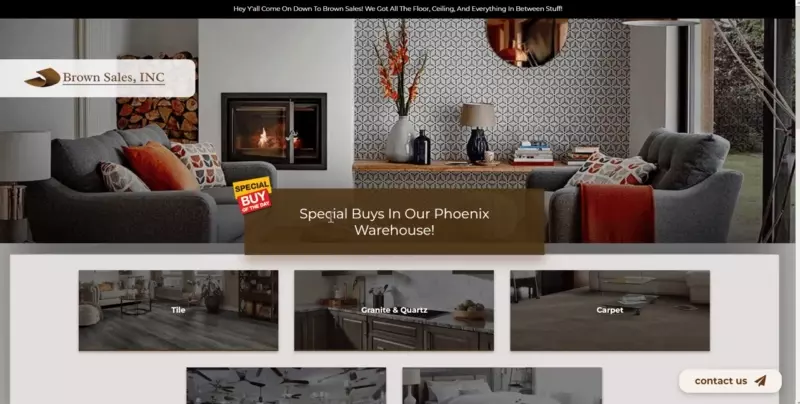 Hey Y'all Come On Down To Brown Sales! We Got All The Floor, Ceiling, And Everything In Between Stuff!
Brown Sales, INC
SPECIAL
BUY
OF THE DAY
Special Buys In Our Phoenix
Warehouse!
Tile
Granite & Quartz
Carpet
contact us